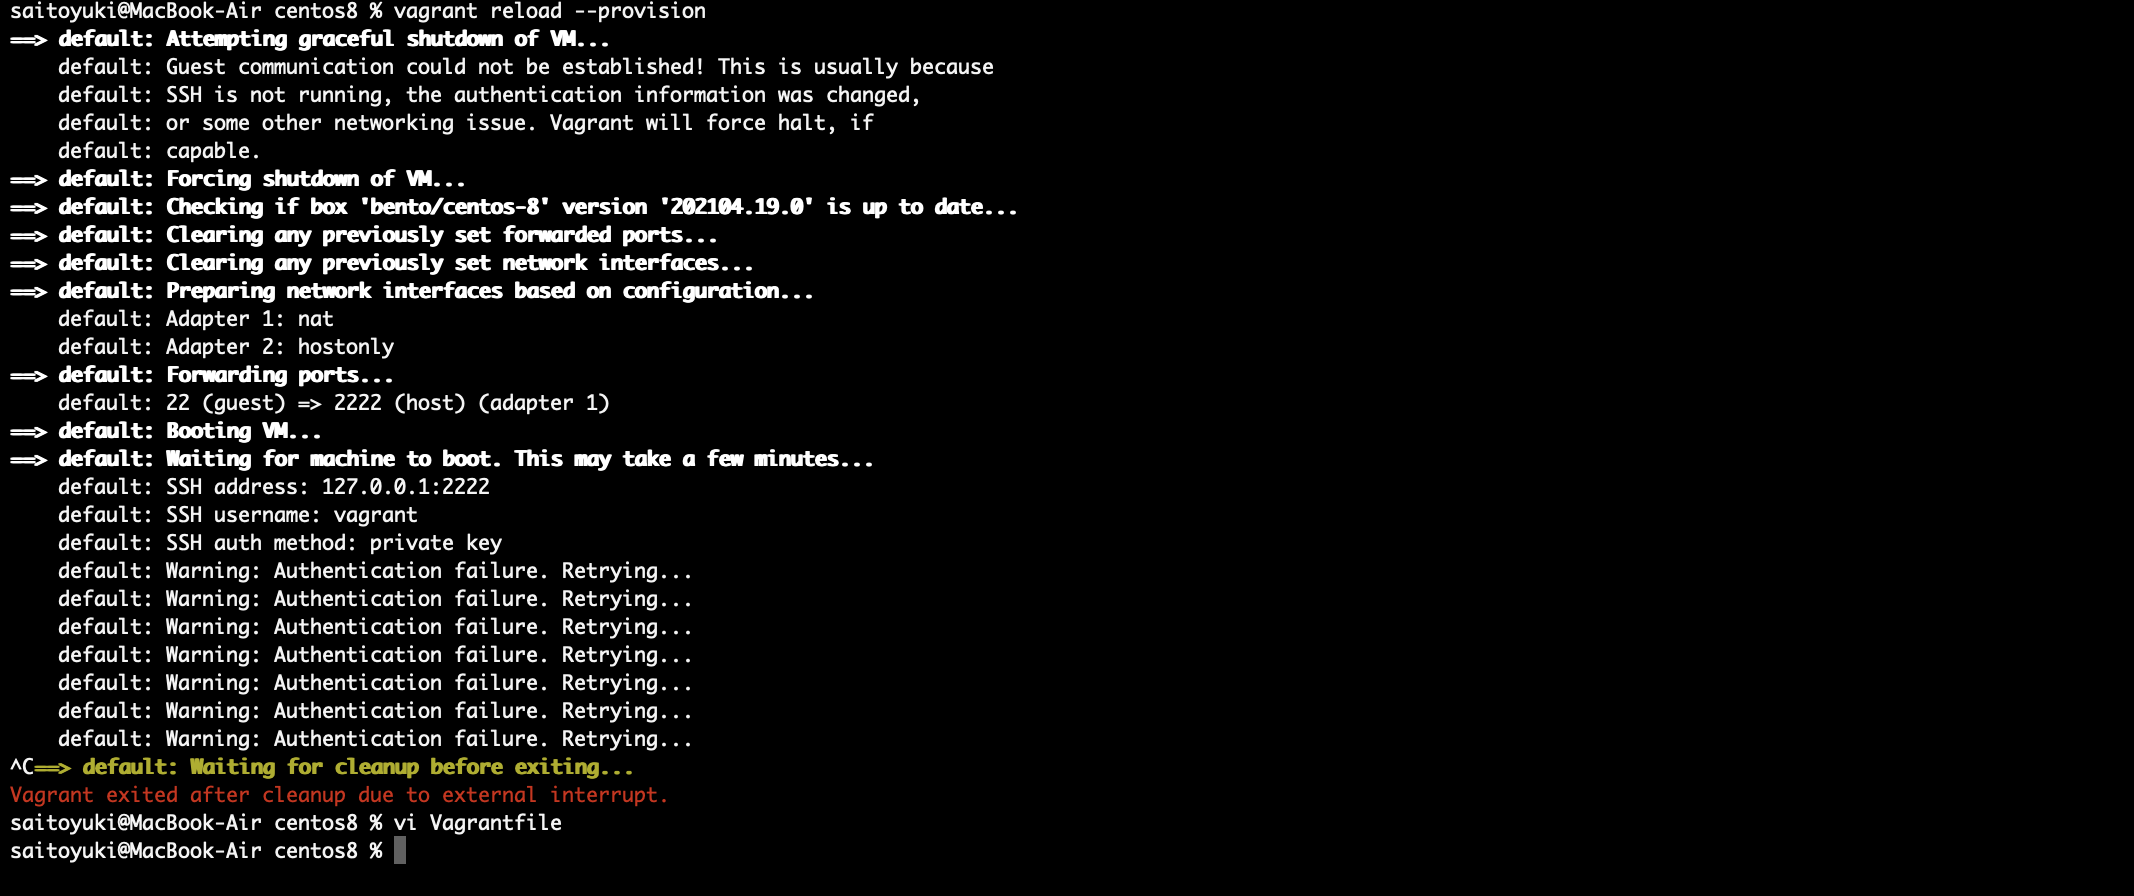 saitoyuki@MacBook-Air centos8 % vagrant reload --provision
==> default: Attempting graceful shutdown of VM...
    default: Guest communication could not be established! This is usually because
    default: SSH is not running, the authentication information was changed,
    default: or some other networking issue. Vagrant will force halt, if
    default: capable.
==> default: Forcing shutdown of VM...
==> default: Checking if box 'bento/centos-8' version '202104.19.0' is up to date...
==> default: Clearing any previously set forwarded ports...
==> default: Clearing any previously set network interfaces...
==> default: Preparing network interfaces based on configuration...
    default: Adapter 1: nat
    default: Adapter 2: hostonly
==> default: Forwarding ports...
    default: 22 (guest) => 2222 (host) (adapter 1)
==> default: Booting VM...
==> default: Waiting for machine to boot. This may take a few minutes...
    default: SSH address: 127.0.0.1:2222
    default: SSH username: vagrant
    default: SSH auth method: private key
    default: Warning: Authentication failure. Retrying...
    default: Warning: Authentication failure. Retrying...
    default: Warning: Authentication failure. Retrying...
    default: Warning: Authentication failure. Retrying...
    default: Warning: Authentication failure. Retrying...
    default: Warning: Authentication failure. Retrying...
    default: Warning: Authentication failure. Retrying...
^C==> default: Waiting for cleanup before exiting...
Vagrant exited after cleanup due to external interrupt.
saitoyuki@MacBook-Air centos8 % vi Vagrantfile
saitoyuki@MacBook-Air centos8 %